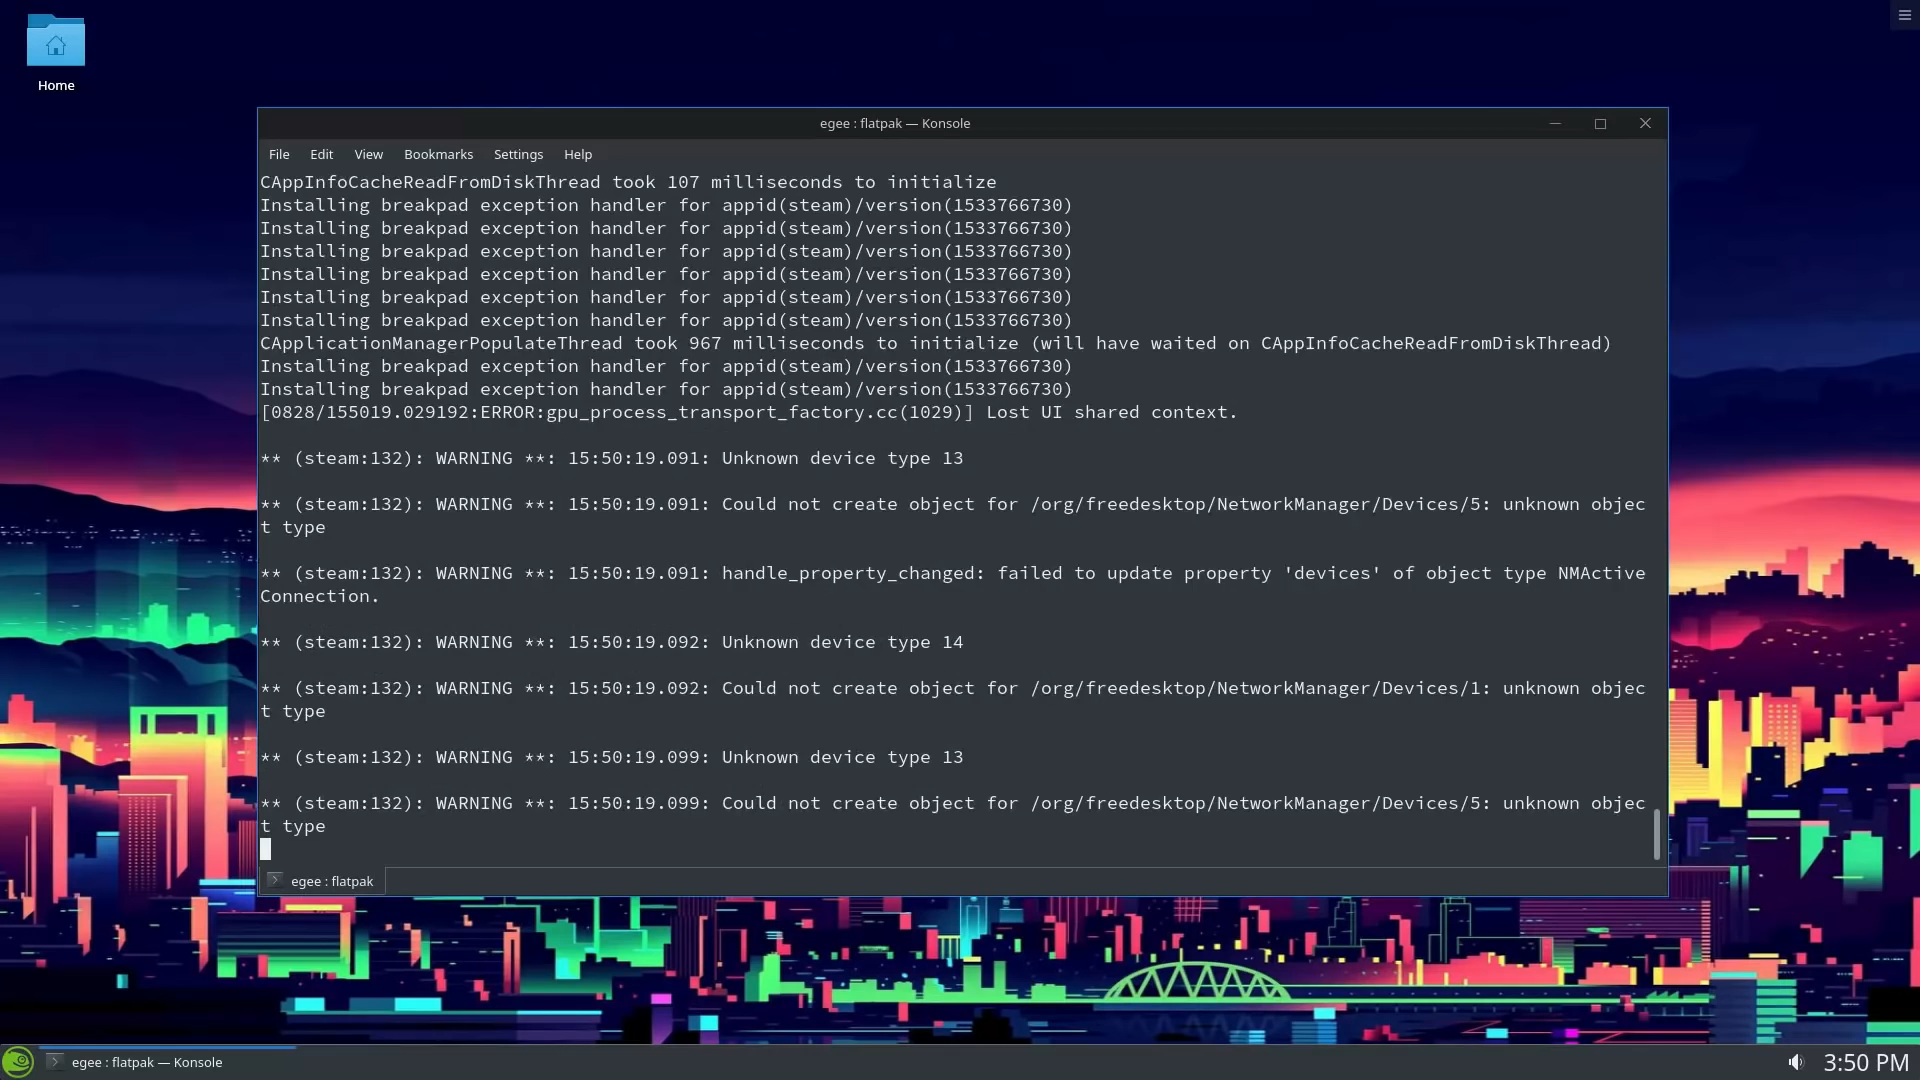 Home
egee : flatpak — Konsole
File Edit View Bookmarks Settings Help
CAppInfoCacheReadFromDiskThread took 107 milliseconds to initialize
Installing breakpad exception handler for appid(steam)/version(1533766730)
Installing breakpad exception handler for appid(steam)/version(1533766730)
Installing breakpad exception handler for appid(steam)/version(1533766730)
Installing breakpad exception handler for appid(steam)/version(1533766730)
Installing breakpad exception handler for appid(steam)/version(1533766730)
Installing breakpad exception handler for appid(steam)/version(1533766730)
CApplicationManagerPopulateThread took 967 milliseconds to initialize (will have waited on CAppInfoCacheReadFromDiskThread)
Installing breakpad exception handler for appid(steam)/version(1533766730)
Installing breakpad exception handler for appid(steam)/version(1533766730)
[0828/155019.029192:ERROR:gpu_process_transport_factory.cc(1029)] Lost UI shared context.
** (steam:132): WARNING **: 15:50:19.091: Unknown device type 13
** (steam:132): WARNING **: 15:50:19.091: Could not create object for /org/freedesktop/NetworkManager/Devices/5: unknown objec
t type
** (steam:132): WARNING **: 15:50:19.091: handle_property_changed: failed to update property 'devices' of object type NMActive
Connection.
** (steam:132): WARNING **: 15:50:19.092: Unknown device type 14
** (steam:132): WARNING **: 15:50:19.092: Could not create object for /org/freedesktop/NetworkManager/Devices/1: unknown objec
t type
** (steam:132): WARNING **: 15:50:19.099: Unknown device type 13
** (steam:132): WARNING **: 15:50:19.099: Could not create object for /org/freedesktop/NetworkManager/Devices/5: unknown objec
t type
egee : flatpak
egee : flatpak — Konsole
3:50 PM